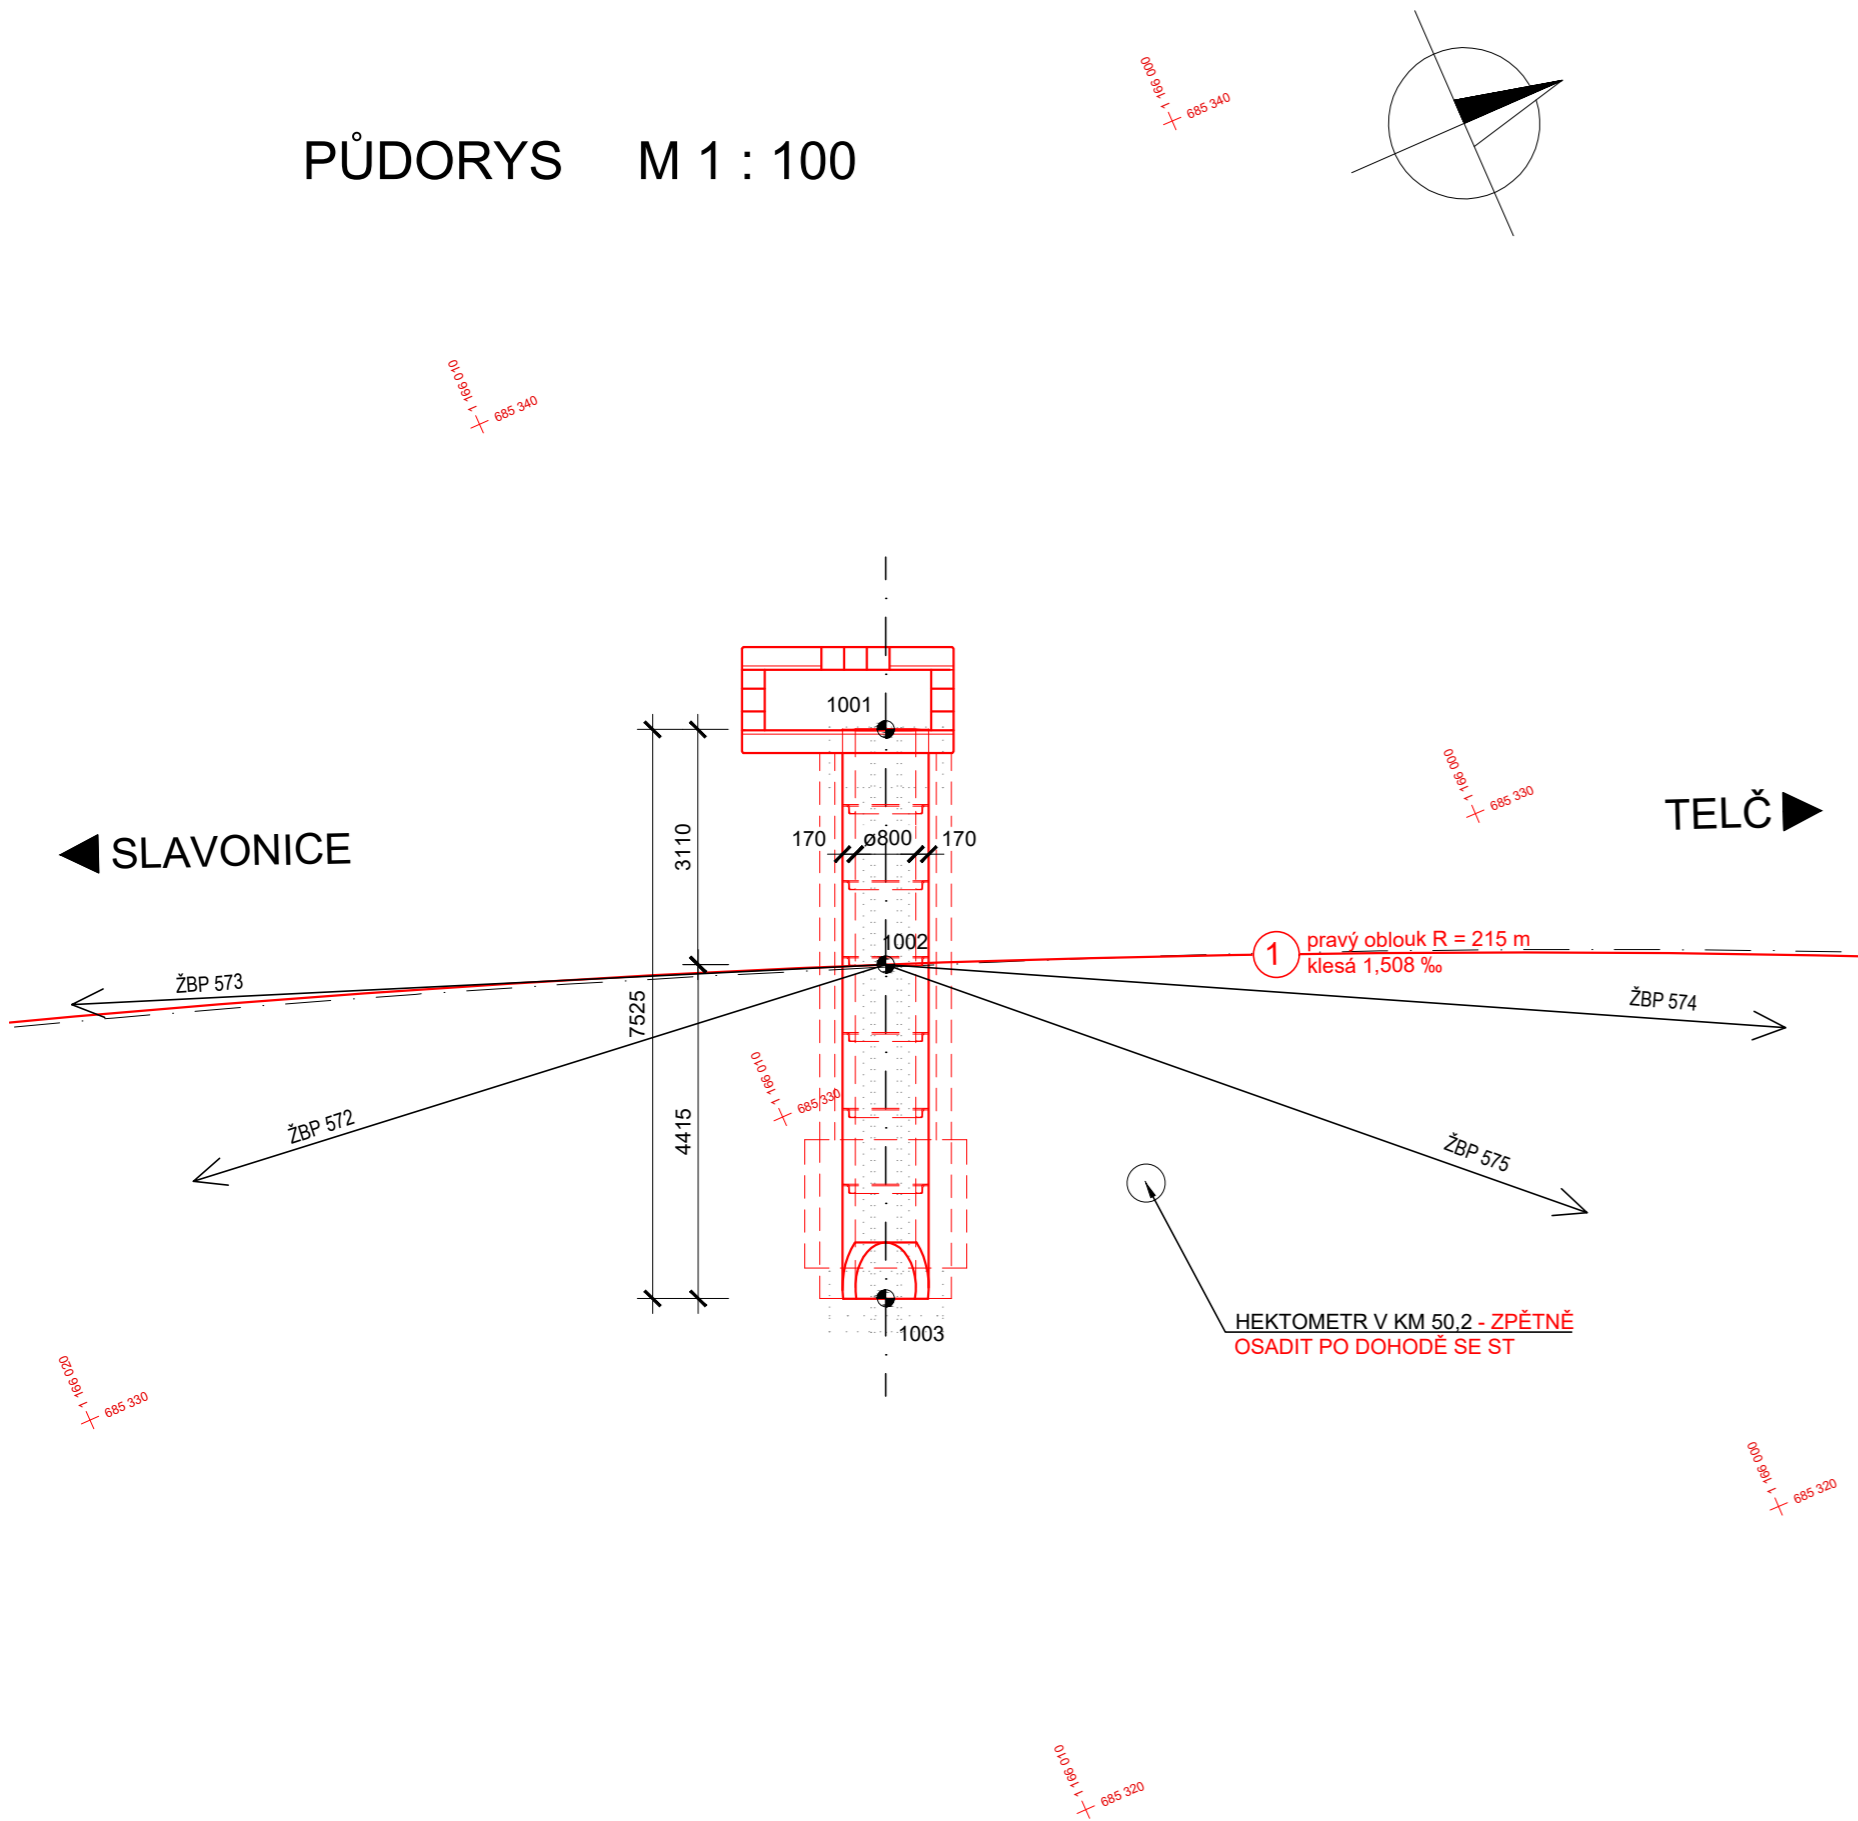 PŮDORYS M 1 : 100
1 166 000
685 340
1 166 010
685 340
1001
1 166 000
685 330
TELČ
SLAVONICE
3110
170 ø800 170
1002
1 pravý oblouk R = 215 m
klesá 1,508 ‰
ŽBP 573
ŽBP 574
7525
1 166 010
685 330
4415
ŽBP 572
ŽBP 575
HEKTOMETR V KM 50,2 - ZPĚTNĚ
OSADIT PO DOHODĚ SE ST
1003
1 166 020
685 330
1 166 000
685 320
1 166 010
685 320